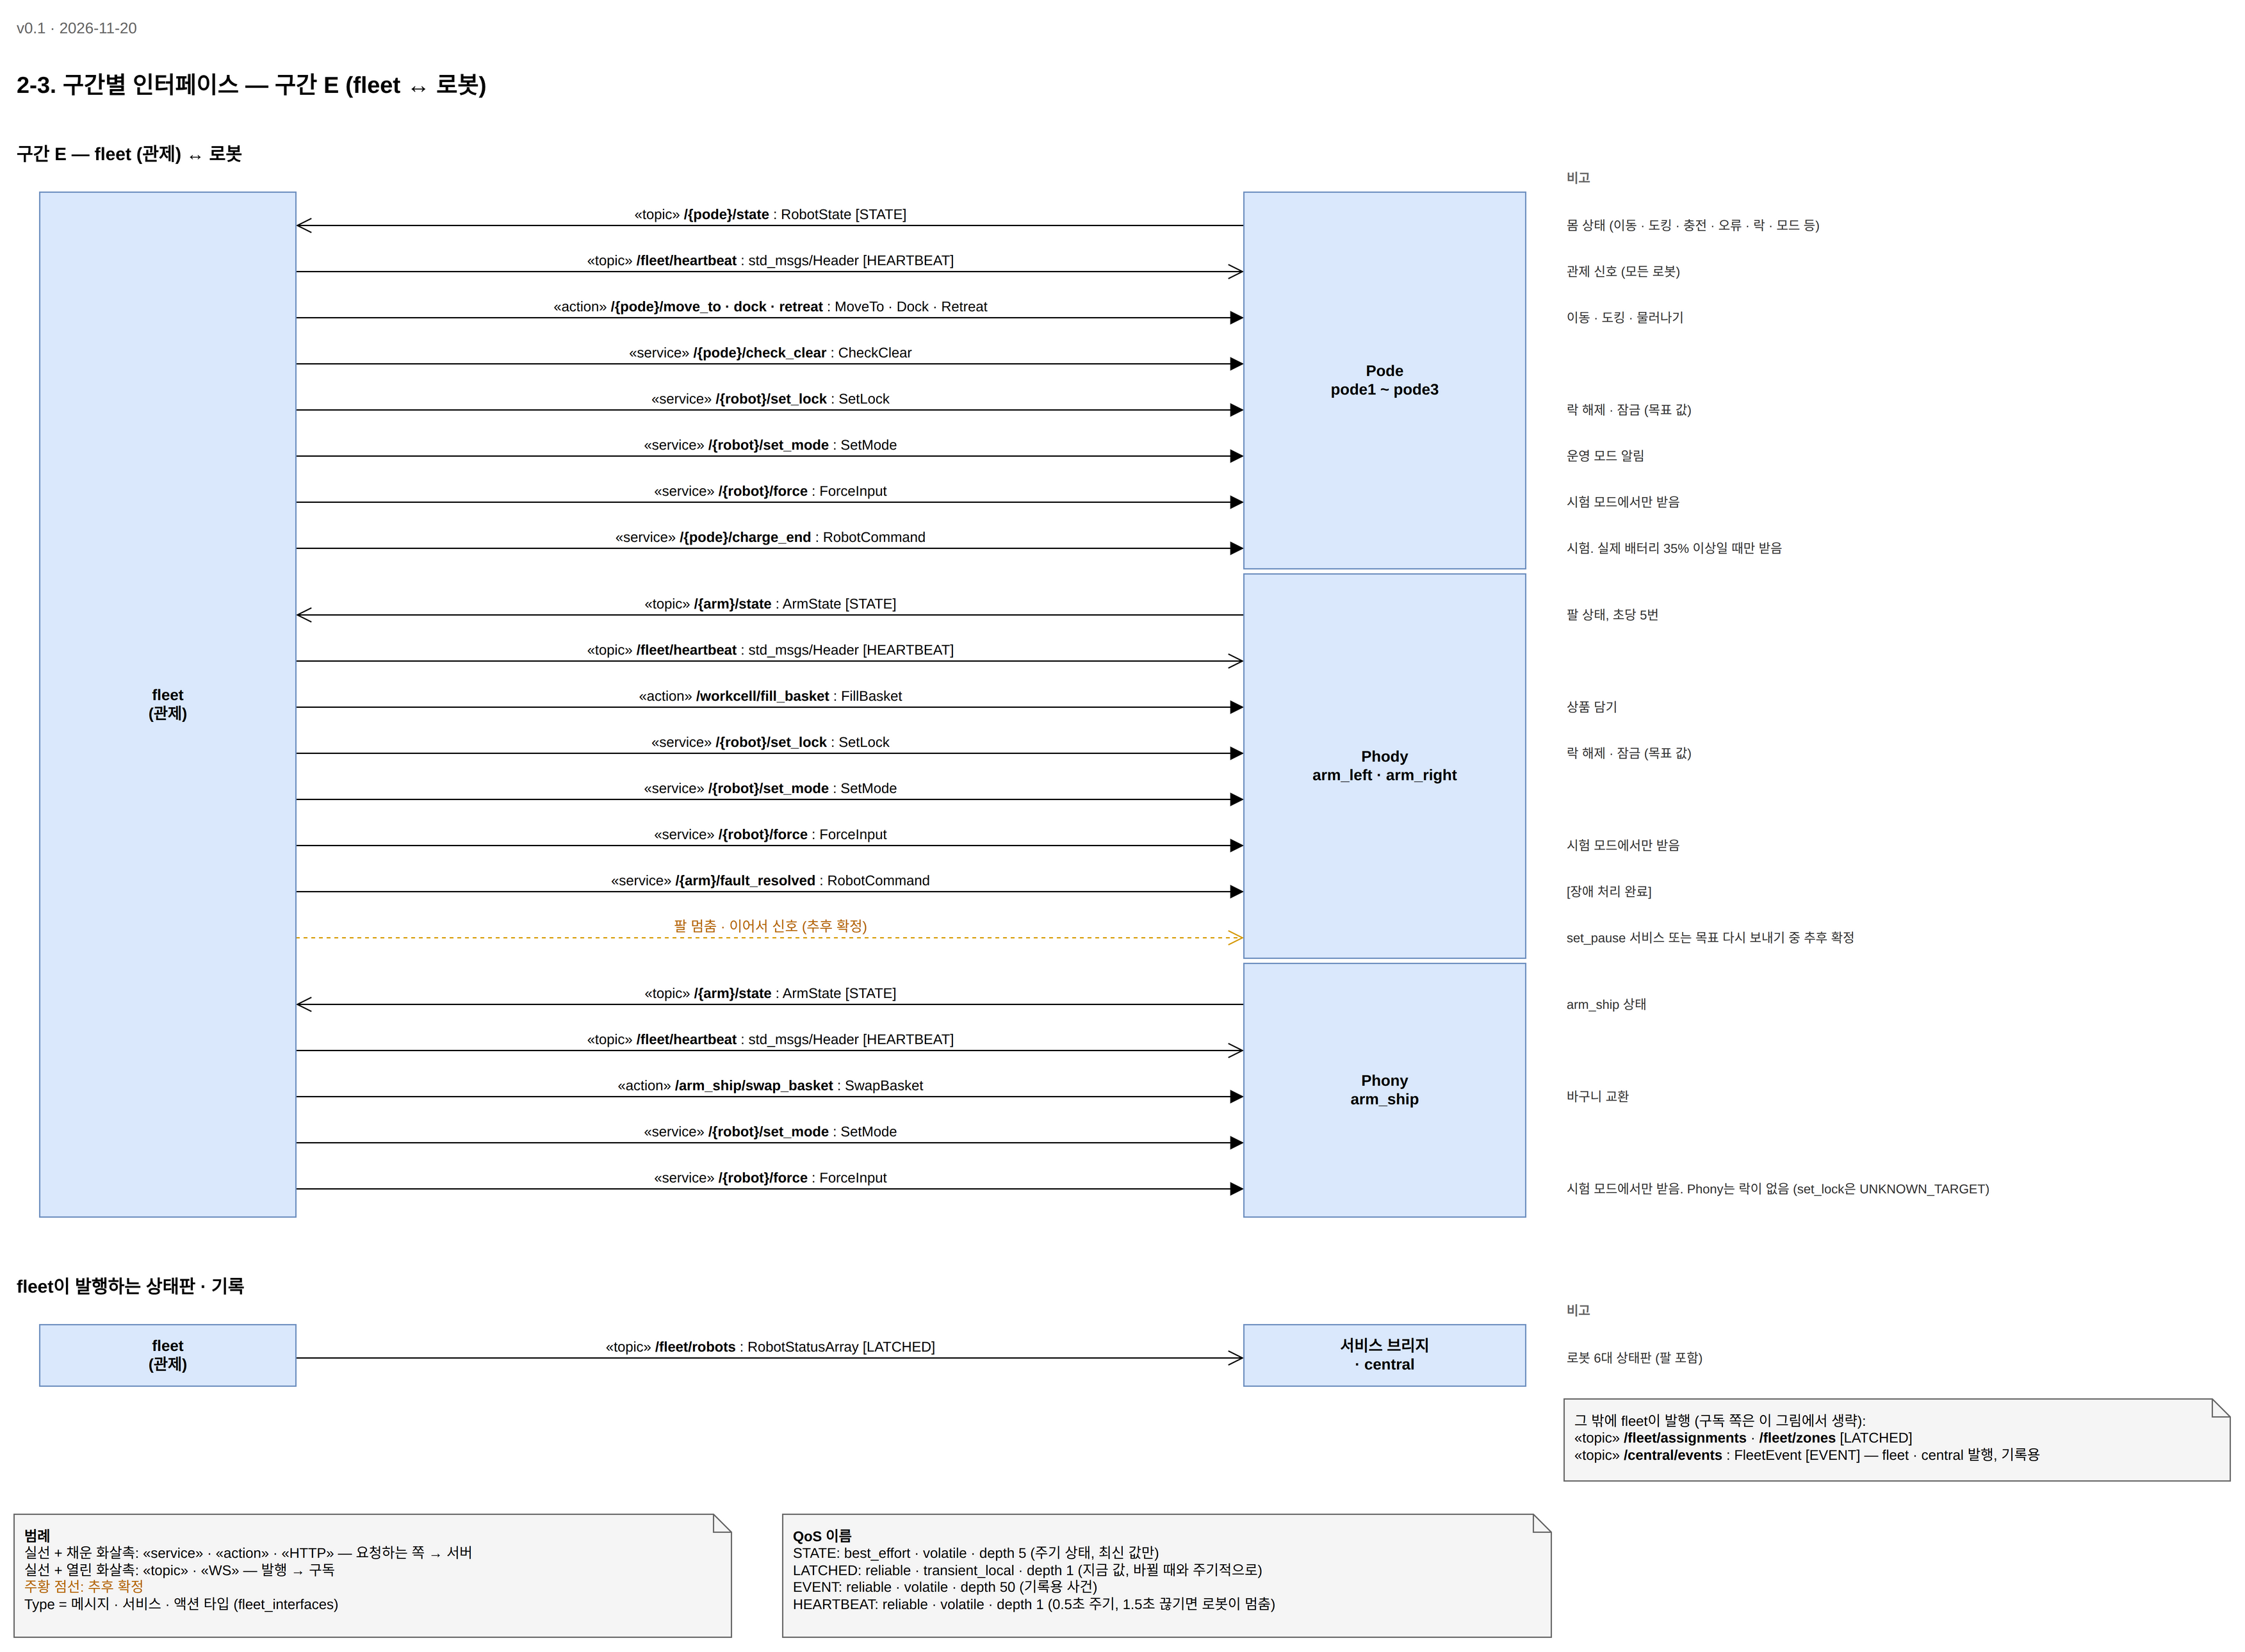 v0.1 · 2026-11-20
2-3. 구간별 인터페이스 — 구간 E (fleet ↔ 로봇)
구간 E — fleet (관제) ↔ 로봇
비고
fleet
(관제)
«topic» /{pode}/state : RobotState [STATE]
몸 상태 (이동 · 도킹 · 충전 · 오류 · 락 · 모드 등)
«topic» /fleet/heartbeat : std_msgs/Header [HEARTBEAT]
관제 신호 (모든 로봇)
«action» /{pode}/move_to · dock · retreat : MoveTo · Dock · Retreat
이동 · 도킹 · 물러나기
«service» /{pode}/check_clear : CheckClear
Pode
pode1 ~ pode3
«service» /{robot}/set_lock : SetLock
락 해제 · 잠금 (목표 값)
«service» /{robot}/set_mode : SetMode
운영 모드 알림
«service» /{robot}/force : ForceInput
시험 모드에서만 받음
«service» /{pode}/charge_end : RobotCommand
시험. 실제 배터리 35% 이상일 때만 받음
«topic» /{arm}/state : ArmState [STATE]
팔 상태, 초당 5번
«topic» /fleet/heartbeat : std_msgs/Header [HEARTBEAT]
«action» /workcell/fill_basket : FillBasket
상품 담기
«service» /{robot}/set_lock : SetLock
락 해제 · 잠금 (목표 값)
Phody
arm_left · arm_right
«service» /{robot}/set_mode : SetMode
«service» /{robot}/force : ForceInput
시험 모드에서만 받음
«service» /{arm}/fault_resolved : RobotCommand
[장애 처리 완료]
팔 멈춤 · 이어서 신호 (추후 확정)
set_pause 서비스 또는 목표 다시 보내기 중 추후 확정
«topic» /{arm}/state : ArmState [STATE]
arm_ship 상태
«topic» /fleet/heartbeat : std_msgs/Header [HEARTBEAT]
«action» /arm_ship/swap_basket : SwapBasket
바구니 교환
Phony
arm_ship
«service» /{robot}/set_mode : SetMode
«service» /{robot}/force : ForceInput
시험 모드에서만 받음. Phony는 락이 없음 (set_lock은 UNKNOWN_TARGET)
fleet이 발행하는 상태판 · 기록
비고
fleet
(관제)
«topic» /fleet/robots : RobotStatusArray [LATCHED]
서비스 브리지
· central
로봇 6대 상태판 (팔 포함)
그 밖에 fleet이 발행 (구독 쪽은 이 그림에서 생략):
«topic» /fleet/assignments · /fleet/zones [LATCHED]
«topic» /central/events : FleetEvent [EVENT] — fleet · central 발행, 기록용
범례
실선 + 채운 화살촉: «service» · «action» · «HTTP» — 요청하는 쪽 → 서버
실선 + 열린 화살촉: «topic» · «WS» — 발행 → 구독
주황 점선: 추후 확정
Type = 메시지 · 서비스 · 액션 타입 (fleet_interfaces)
QoS 이름
STATE: best_effort · volatile · depth 5 (주기 상태, 최신 값만)
LATCHED: reliable · transient_local · depth 1 (지금 값, 바뀔 때와 주기적으로)
EVENT: reliable · volatile · depth 50 (기록용 사건)
HEARTBEAT: reliable · volatile · depth 1 (0.5초 주기, 1.5초 끊기면 로봇이 멈춤)